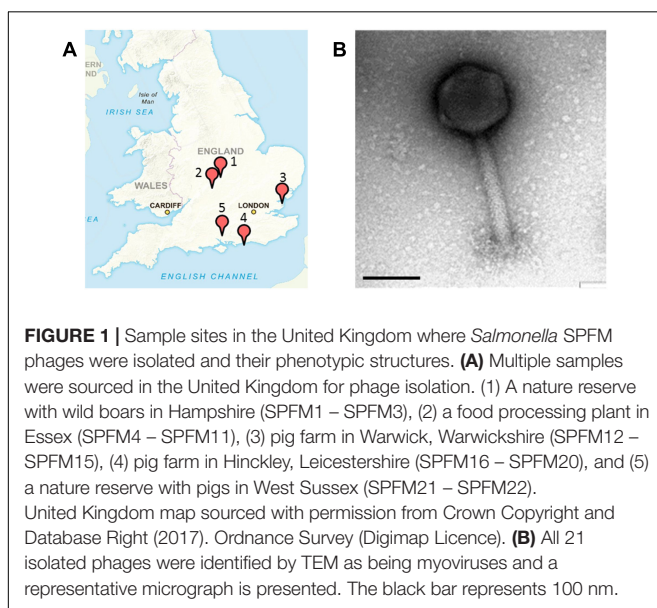 A
B
ERN
ND
Isle of
Man
IRISH SEA
ENGLAND
1
2
3
WALES
CARDIFF
LONDON
5
4
EA
ENGLISH CHANNEL
FIGURE 1 | Sample sites in the United Kingdom where Salmonella SPFM
phages were isolated and their phenotypic structures. (A) Multiple samples
were sourced in the United Kingdom for phage isolation. (1) A nature reserve
with wild boars in Hampshire (SPFM1 – SPFM3), (2) a food processing plant in
Essex (SPFM4 – SPFM11), (3) pig farm in Warwick, Warwickshire (SPFM12 –
SPFM15), (4) pig farm in Hinckley, Leicestershire (SPFM16 – SPFM20), and (5)
a nature reserve with pigs in West Sussex (SPFM21 – SPFM22).
United Kingdom map sourced with permission from Crown Copyright and
Database Right (2017). Ordnance Survey (Digimap Licence). (B) All 21
isolated phages were identified by TEM as being myoviruses and a
representative micrograph is presented. The black bar represents 100 nm.